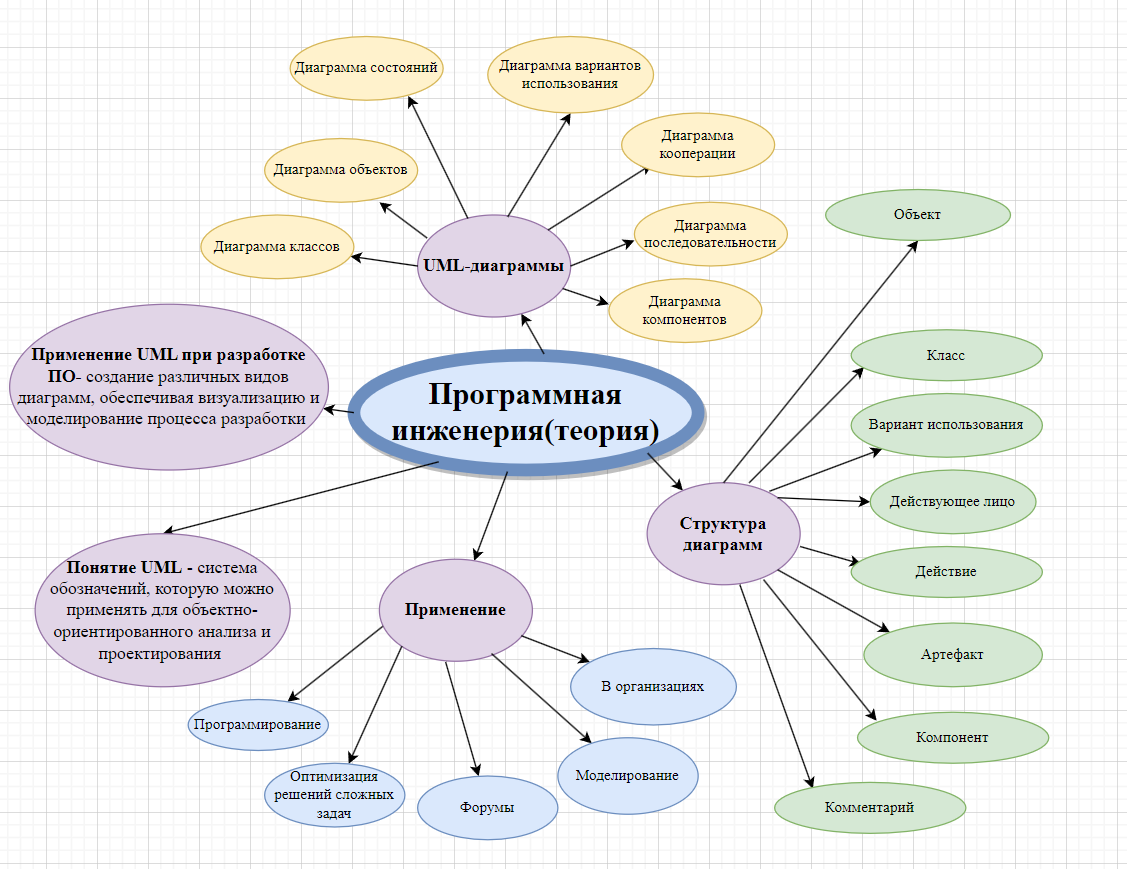 Диаграмма состояний
Диаграмма вариантов
использования
Диаграмма
кооперации
Диаграмма объектов
Диаграмма
последовательности
Диаграмма классов
UML-диаграммы
Диаграмма
компонентов
Объект
Применение UML при разработке
ПО- создание различных видов
диаграмм, обеспечивая визуализацию и
моделирование процесса разработки
Программная
инженерия(теория)
Класс
Вариант использования
Действующее лицо
Структура
диаграмм
Действие
Понятие UML - система
обозначений, которую можно
применять для объектно-
ориентированного анализа и
проектирования
Применение
Артефакт
В организациях
Программирование
Компонент
Оптимизация
решений сложных
задач
Форумы
Моделирование
Комментарий